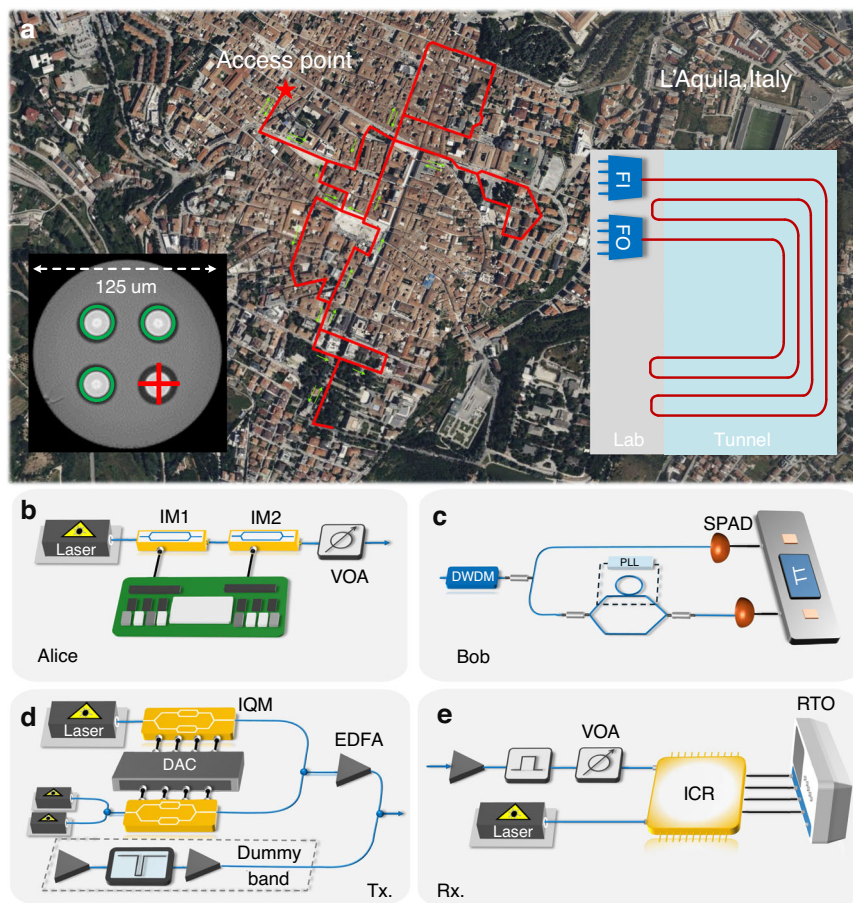 a
Access point
L'Aquila,Italy
125 um
FI
FO
Lab
Tunnel
b
Laser
IM1
IM2
VOA
Alice
c
DWDM
PLL
SPAD
TT
Bob
d
Laser
IQM
DAC
EDFA
Dummy
band
Tx.
e
VOA
RTO
ICR
Laser
Rx.